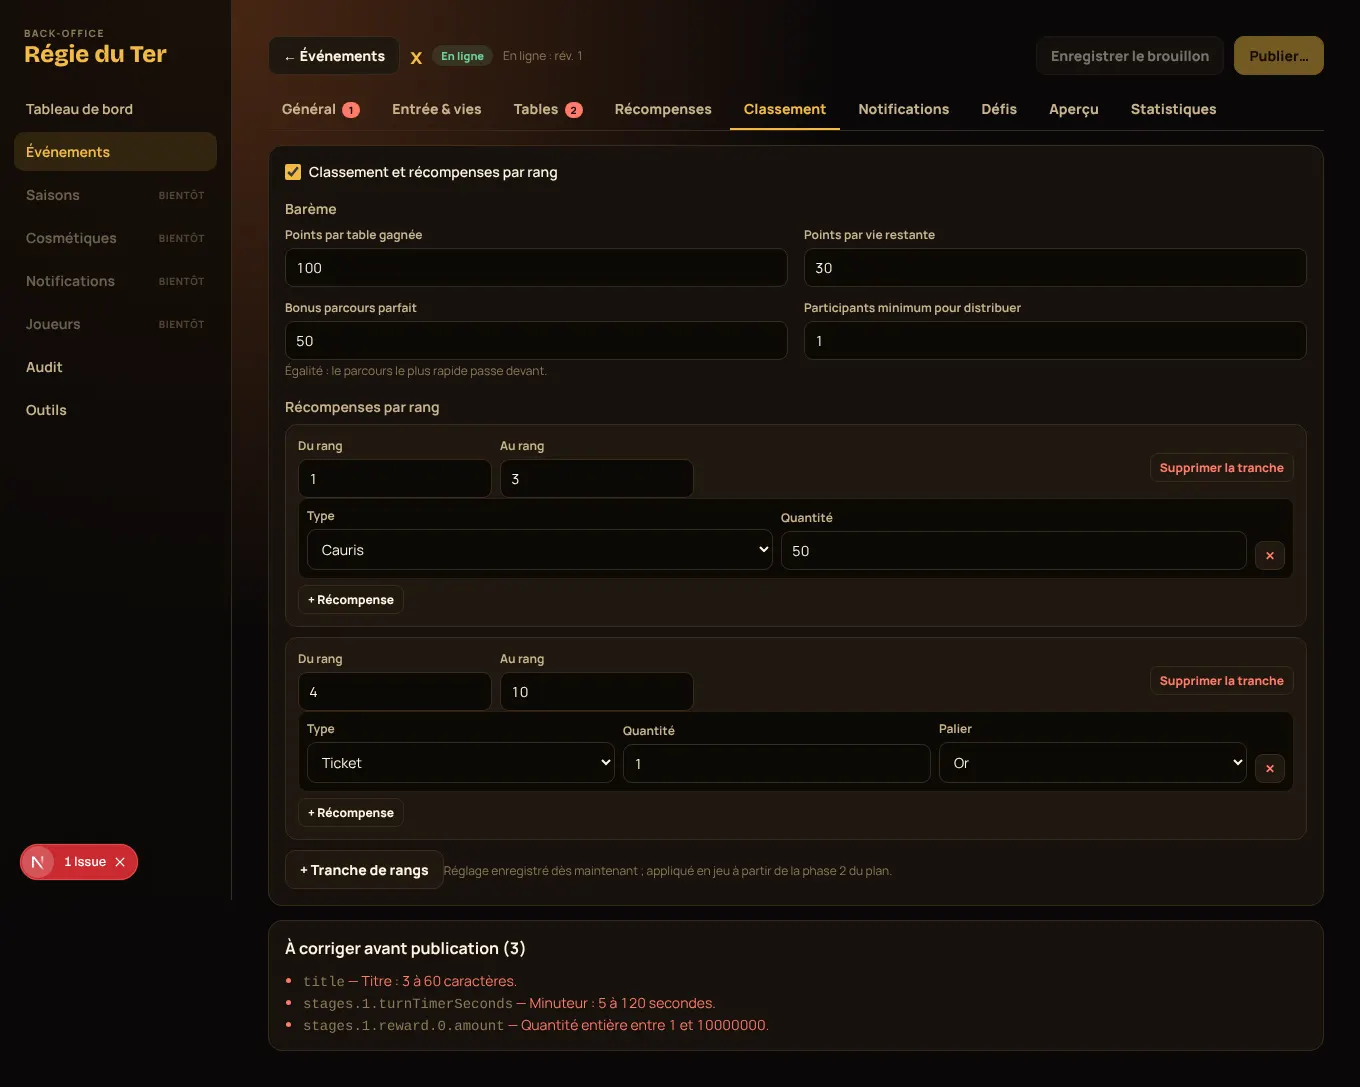 BACK-OFFICE
Régie du Ter
Tableau de bord
Événements
Saisons BIENTÔT
Cosmétiques BIENTÔT
Notifications BIENTÔT
Joueurs BIENTÔT
Audit
Outils
N 1 Issue ×
← Événements X En ligne En ligne : rév. 1 Enregistrer le brouillon Publier…
Général 1 Entrée & vies Tables 2 Récompenses Classement Notifications Défis Aperçu Statistiques
Classement et récompenses par rang
Barème
Points par table gagnée Points par vie restante
100 30
Bonus parcours parfait Participants minimum pour distribuer
50 1
Égalité : le parcours le plus rapide passe devant.
Récompenses par rang
Du rang Au rang
1 3 Supprimer la tranche
Type Quantité
Cauris 50 ×
+ Récompense
Du rang Au rang
4 10 Supprimer la tranche
Type Quantité Palier
Ticket 1 Or ×
+ Récompense
+ Tranche de rangs Réglage enregistré dès maintenant ; appliqué en jeu à partir de la phase 2 du plan.
À corriger avant publication (3)
• title — Titre : 3 à 60 caractères.
• stages.1.turnTimerSeconds — Minuteur : 5 à 120 secondes.
• stages.1.reward.0.amount — Quantité entière entre 1 et 10000000.